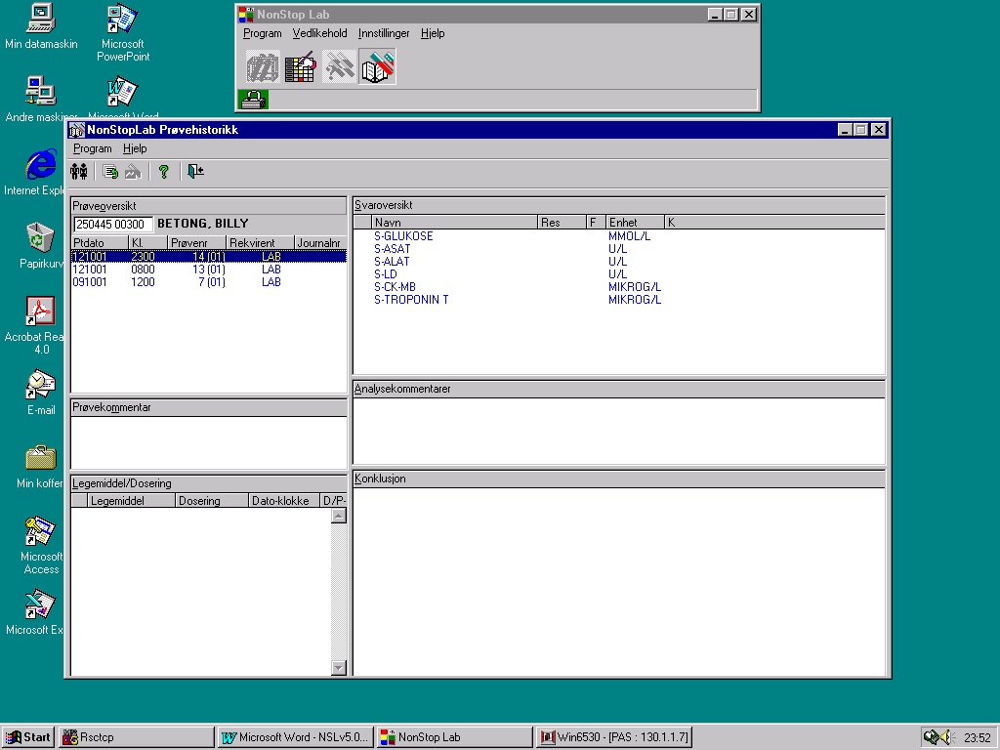 Min datamaskin
Microsoft
PowerPoint
Andre maskiner
Microsoft Word
Internet Explo
Papirkurv
Acrobat Rea
4.0
E-mail
Min koffer
Microsoft
Access
Microsoft Ex
NonStop Lab
Program Vedlikehold Innstillinger Hjelp
NonStopLab Prøvehistorikk
Program Hjelp
Prøveoversikt
250445 00300 BETONG, BILLY
Ptdato Kl. Prøvenr Rekvirent Journalnr
121001 2300 14 (01) LAB
121001 0800 13 (01) LAB
091001 1200 7 (01) LAB
Prøvekommentar
Legemiddel/Dosering
Legemiddel Dosering Dato-klokke D/P-
Svaroversikt
Navn Res F Enhet K
S-GLUKOSE MMOL/L
S-ASAT U/L
S-ALAT U/L
S-LD U/L
S-CK-MB MIKROG/L
S-TROPONIN T MIKROG/L
Analysekommentarer
Konklusjon
Start Rsctcp Microsoft Word - NSLv5.0... NonStop Lab Win6530 - [PAS : 130.1.1.7] 23:52